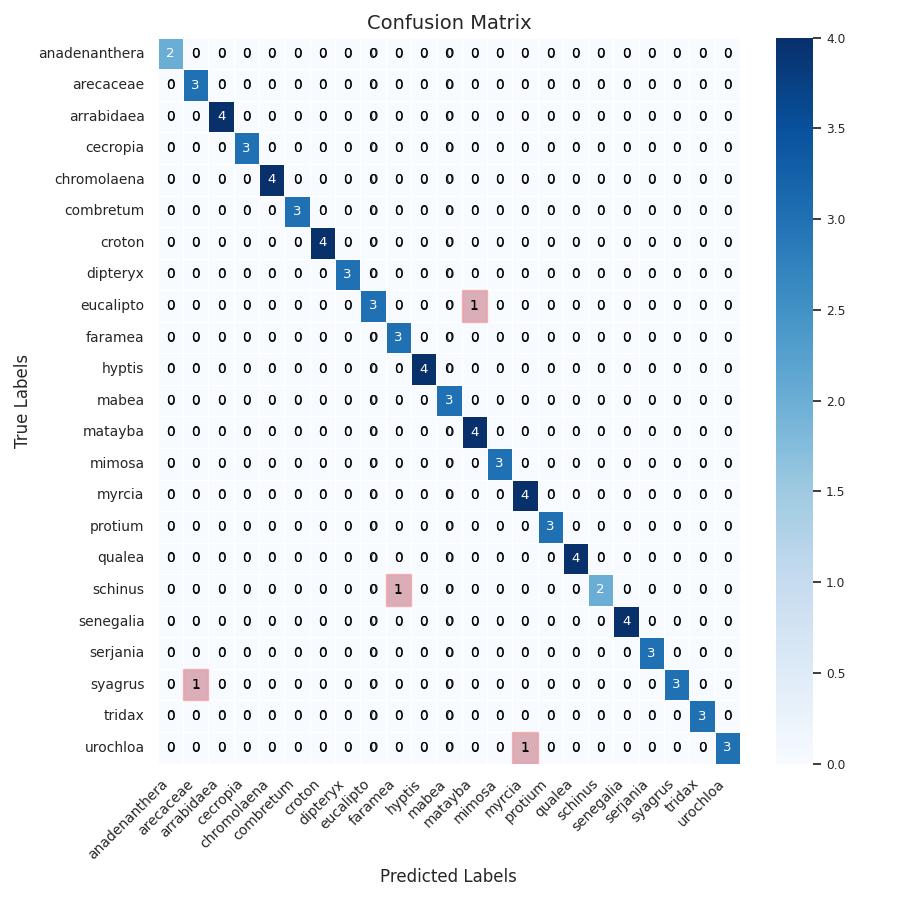 Confusion Matrix
anadenanthera 2 0 0 0 0 0 0 0 0 0 0 0 0 0 0 0 0 0 0 0 0 0 0
arecaceae 0 3 0 0 0 0 0 0 0 0 0 0 0 0 0 0 0 0 0 0 0 0 0
arrabidaea 0 0 4 0 0 0 0 0 0 0 0 0 0 0 0 0 0 0 0 0 0 0 0
cecropia 0 0 0 3 0 0 0 0 0 0 0 0 0 0 0 0 0 0 0 0 0 0 0
chromolaena 0 0 0 0 4 0 0 0 0 0 0 0 0 0 0 0 0 0 0 0 0 0 0
combretum 0 0 0 0 0 3 0 0 0 0 0 0 0 0 0 0 0 0 0 0 0 0 0
croton 0 0 0 0 0 0 4 0 0 0 0 0 0 0 0 0 0 0 0 0 0 0 0
dipteryx 0 0 0 0 0 0 0 3 0 0 0 0 0 0 0 0 0 0 0 0 0 0 0
eucalipto 0 0 0 0 0 0 0 0 3 0 0 0 1 0 0 0 0 0 0 0 0 0 0
faramea 0 0 0 0 0 0 0 0 0 3 0 0 0 0 0 0 0 0 0 0 0 0 0
hyptis 0 0 0 0 0 0 0 0 0 0 4 0 0 0 0 0 0 0 0 0 0 0 0
mabea 0 0 0 0 0 0 0 0 0 0 0 3 0 0 0 0 0 0 0 0 0 0 0
matayba 0 0 0 0 0 0 0 0 0 0 0 0 4 0 0 0 0 0 0 0 0 0 0
mimosa 0 0 0 0 0 0 0 0 0 0 0 0 0 3 0 0 0 0 0 0 0 0 0
myrcia 0 0 0 0 0 0 0 0 0 0 0 0 0 0 4 0 0 0 0 0 0 0 0
protium 0 0 0 0 0 0 0 0 0 0 0 0 0 0 0 3 0 0 0 0 0 0 0
qualea 0 0 0 0 0 0 0 0 0 0 0 0 0 0 0 0 4 0 0 0 0 0 0
schinus 0 0 0 0 0 0 0 0 0 1 0 0 0 0 0 0 0 2 0 0 0 0 0
senegalia 0 0 0 0 0 0 0 0 0 0 0 0 0 0 0 0 0 0 4 0 0 0 0
serjania 0 0 0 0 0 0 0 0 0 0 0 0 0 0 0 0 0 0 0 3 0 0 0
syagrus 0 1 0 0 0 0 0 0 0 0 0 0 0 0 0 0 0 0 0 0 3 0 0
tridax 0 0 0 0 0 0 0 0 0 0 0 0 0 0 0 0 0 0 0 0 0 3 0
urochloa 0 0 0 0 0 0 0 0 0 0 0 0 0 0 1 0 0 0 0 0 0 0 3
True Labels
anadenanthera
arecaceae
arrabidaea
cecropia
chromolaena
combretum
croton
dipteryx
eucalipto
faramea
hyptis
mabea
matayba
mimosa
myrcia
protium
qualea
schinus
senegalia
serjania
syagrus
tridax
urochloa
Predicted Labels
4.0
3.5
3.0
2.5
2.0
1.5
1.0
0.5
0.0